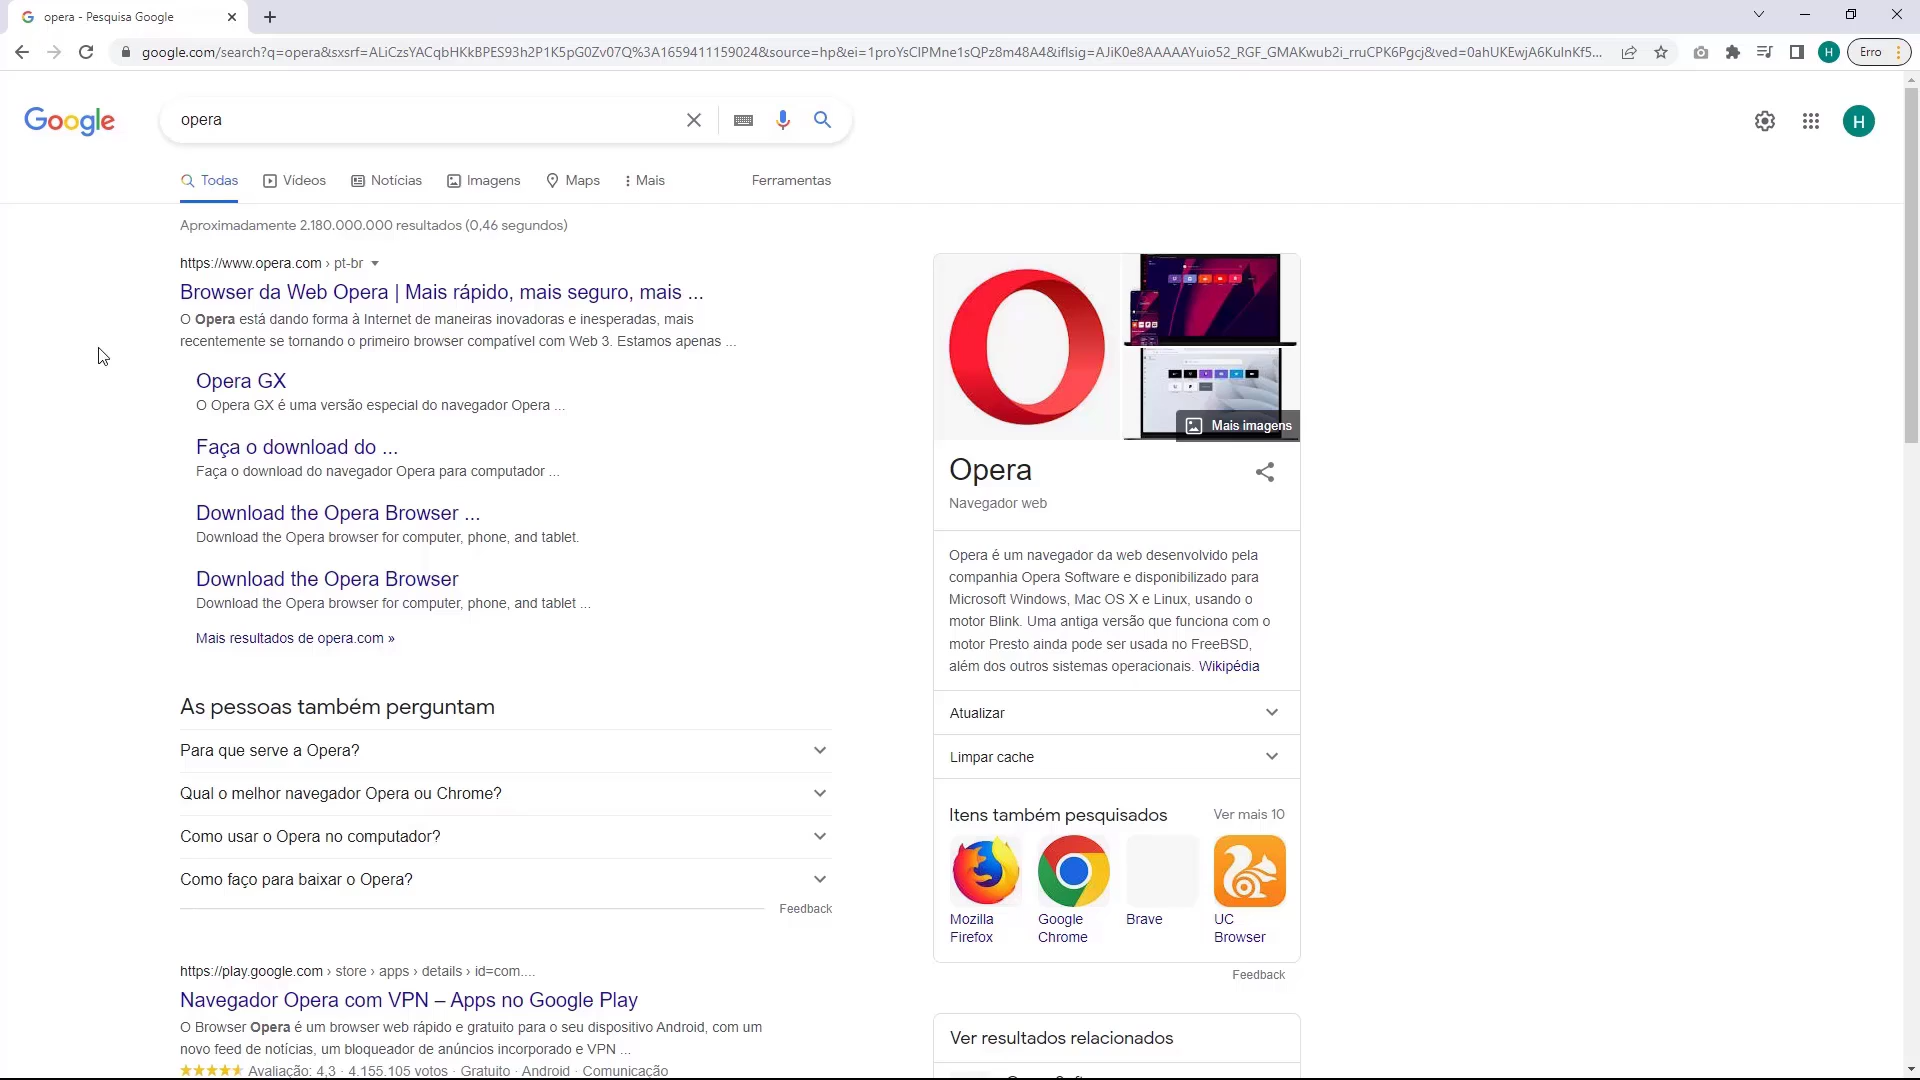 opera - Pesquisa Google
google.com/search?q=opera&sxsrf=ALiCzsYACqbHKkBPES93h2P1K5pG0Zv07Q%3A1659411159024&source=hp&ei=1proYsClPMne1sQPz8m48A4&iflsig=AJiK0e8AAAAAYuio52_RGF_GMAKwub2i_rruCPK6Pgcj&ved=0ahUKEwjA6KulnKf5...
H
Erro
Google
opera
H
Todas
Vídeos
Notícias
Imagens
Maps
Mais
Ferramentas
Aproximadamente 2.180.000.000 resultados (0,46 segundos)
https://www.opera.com › pt-br
Browser da Web Opera | Mais rápido, mais seguro, mais ...
O Opera está dando forma à Internet de maneiras inovadoras e inesperadas, mais
recentemente se tornando o primeiro browser compatível com Web 3. Estamos apenas ...
Opera GX
O Opera GX é uma versão especial do navegador Opera ...
Faça o download do ...
Faça o download do navegador Opera para computador ...
Download the Opera Browser ...
Download the Opera browser for computer, phone, and tablet.
Download the Opera Browser
Download the Opera browser for computer, phone, and tablet ...
Mais resultados de opera.com »
As pessoas também perguntam
Para que serve a Opera?
Qual o melhor navegador Opera ou Chrome?
Como usar o Opera no computador?
Como faço para baixar o Opera?
Feedback
https://play.google.com › store › apps › details › id=com....
Navegador Opera com VPN – Apps no Google Play
O Browser Opera é um browser web rápido e gratuito para o seu dispositivo Android, com um
novo feed de notícias, um bloqueador de anúncios incorporado e VPN ...
Avaliação: 4,3 · 4.155.105 votos · Gratuito · Android · Comunicação
Mais imagens
Opera
Navegador web
Opera é um navegador da web desenvolvido pela
companhia Opera Software e disponibilizado para
Microsoft Windows, Mac OS X e Linux, usando o
motor Blink. Uma antiga versão que funciona com o
motor Presto ainda pode ser usada no FreeBSD,
além dos outros sistemas operacionais. Wikipédia
Atualizar
Limpar cache
Itens também pesquisados
Ver mais 10
Mozilla
Firefox
Google
Chrome
Brave
UC
Browser
Feedback
Ver resultados relacionados